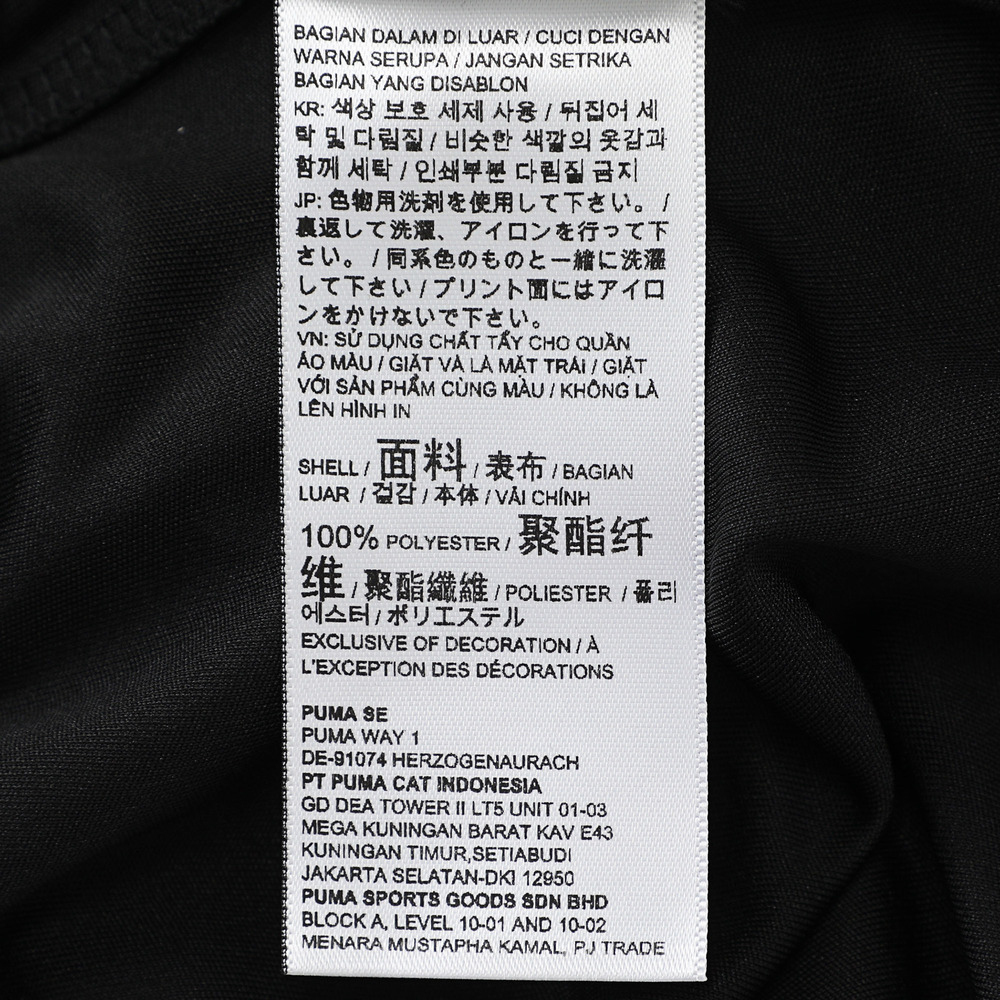 BAGIAN DALAM DI LUAR / CUCI DENGAN
WARNA SERUPA / JANGAN SETRIKA
BAGIAN YANG DISABLON
KR: 색상 보호 세제 사용 / 뒤집어 세
탁 및 다림질 / 비슷한 색깔의 옷감과
함께 세탁 / 인쇄부분 다림질 금지
JP: 色物用洗剤を使用して下さい。 /
裏返して洗濯、アイロンを行って下
さい。 / 同系色のものと一緒に洗濯
して下さい / プリント面にはアイロ
ンをかけないで下さい。
VN: SỬ DỤNG CHẤT TẨY CHO QUẦN
ÁO MÀU / GIẶT VÀ LÀ MẶT TRÁI / GIẶT
VỚI SẢN PHẨM CÙNG MÀU / KHÔNG LÀ
LÊN HÌNH IN
SHELL / 面料 / 表布 / BAGIAN
LUAR / 겉감 / 本体 / VẢI CHÍNH
100% POLYESTER / 聚酯纤
维 / 聚酯纖維 / POLIESTER / 폴리
에스터 / ポリエステル
EXCLUSIVE OF DECORATION / À
L'EXCEPTION DES DÉCORATIONS
PUMA SE
PUMA WAY 1
DE-91074 HERZOGENAURACH
PT PUMA CAT INDONESIA
GD DEA TOWER II LT5 UNIT 01-03
MEGA KUNINGAN BARAT KAV E43
KUNINGAN TIMUR,SETIABUDI
JAKARTA SELATAN-DKI 12950
PUMA SPORTS GOODS SDN BHD
BLOCK A, LEVEL 10-01 AND 10-02
MENARA MUSTAPHA KAMAL, PJ TRADE